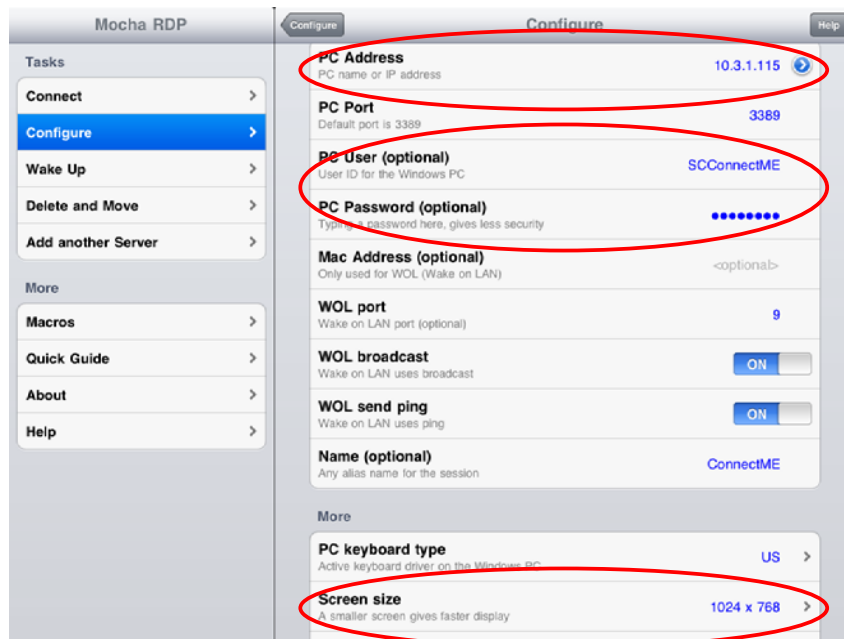 Mocha RDP
Tasks
Connect
Configure
Wake Up
Delete and Move
Add another Server
More
Macros
Quick Guide
About
Help
Configure
Configure
Help
PC Address
PC name or IP address
10.3.1.115
PC Port
Default port is 3389
3389
PC User (optional)
User ID for the Windows PC
SCConnectME
PC Password (optional)
Typing a password here, gives less security
••••••••
Mac Address (optional)
Only used for WOL (Wake on LAN)
<optional>
WOL port
Wake on LAN port (optional)
9
WOL broadcast
Wake on LAN uses broadcast
ON
WOL send ping
Wake on LAN uses ping
ON
Name (optional)
Any alias name for the session
ConnectME
More
PC keyboard type
Active keyboard driver on the Windows PC
US
Screen size
A smaller screen gives faster display
1024 x 768